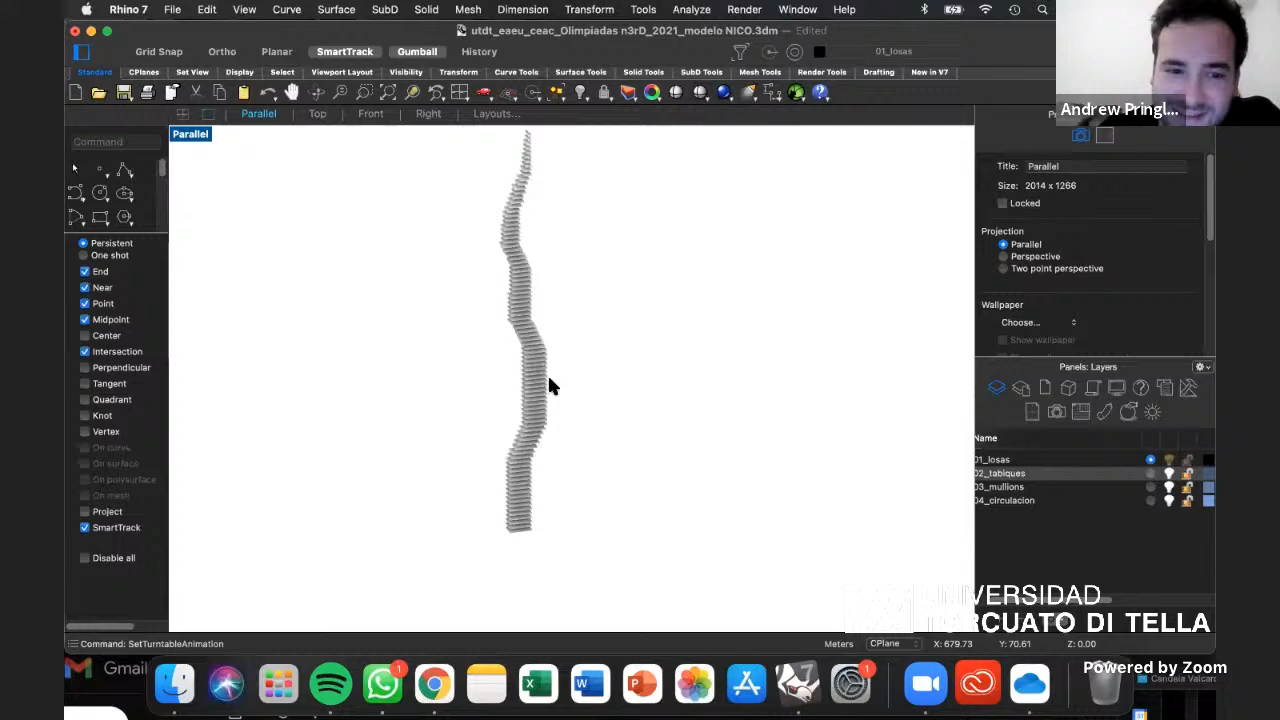 Rhino 7 File Edit View Curve Surface SubD Solid Mesh Dimension Transform Tools Analyze Render Window Help
utdt_eaeu_ceac_Olimpiadas n3rD_2021_modelo NICO.3dm — Edited
Grid Snap Ortho Planar SmartTrack Gumball History 01_losas
Standard CPlanes Set View Display Select Viewport Layout Visibility Transform Curve Tools Surface Tools Solid Tools SubD Tools Mesh Tools Render Tools Drafting New in V7
Andrew Pringl...
Parallel Top Front Right Layouts...
Parallel
Command
Title: Parallel
Size: 2014 x 1266
Locked
Projection
Parallel
Perspective
Two point perspective
Wallpaper
Choose...
Show wallpaper
Persistent
One shot
End
Near
Point
Midpoint
Center
Intersection
Perpendicular
Tangent
Quadrant
Knot
Vertex
On curve
On surface
On polysurface
On mesh
Project
SmartTrack
Disable all
Panels: Layers
Name
01_losas
02_tabiques
03_mullions
04_circulacion
UNIVERSIDAD
TORCUATO DI TELLA
Command: SetTurntableAnimation
Meters CPlane X: 679.73 Y: 70.61 Z: 0.00
Gmail
1
1
Powered by Zoom
Candela Valcarc
31